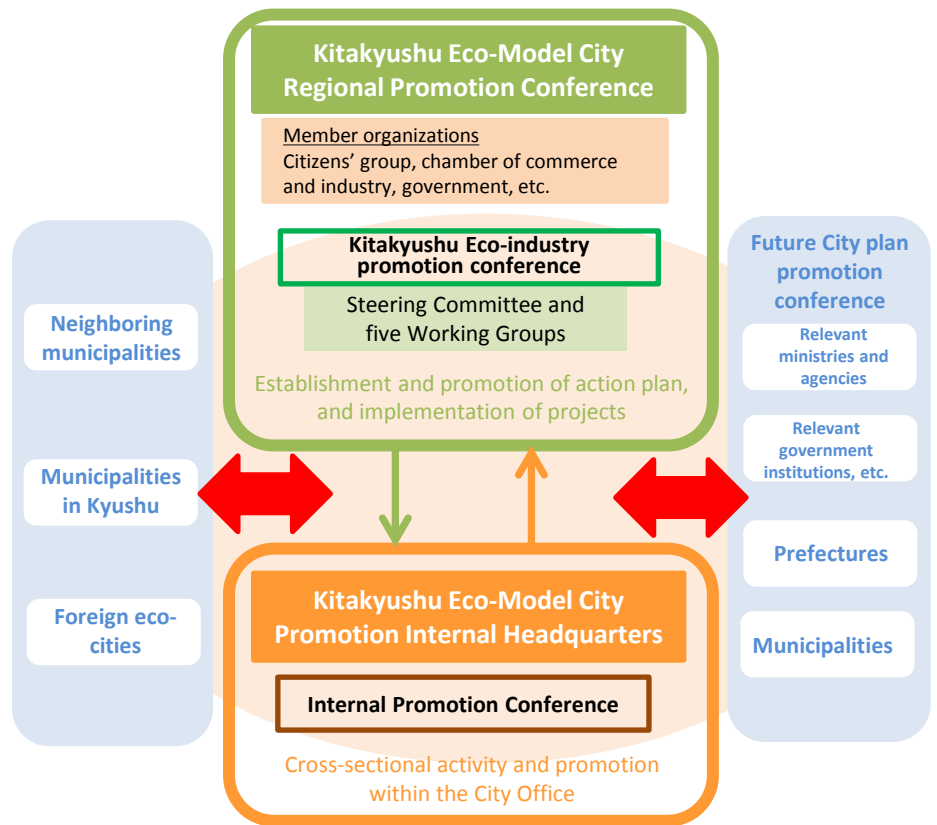 Kitakyushu Eco-Model City
Regional Promotion Conference
Member organizations
Citizens' group, chamber of commerce
and industry, government, etc.
Kitakyushu Eco-industry
promotion conference
Steering Committee and
five Working Groups
Establishment and promotion of action plan,
and implementation of projects
Neighboring
municipalities
Municipalities
in Kyushu
Foreign eco-
cities
Future City plan
promotion
conference
Relevant
ministries and
agencies
Relevant
government
institutions, etc.
Prefectures
Municipalities
Kitakyushu Eco-Model City
Promotion Internal Headquarters
Internal Promotion Conference
Cross-sectional activity and promotion
within the City Office